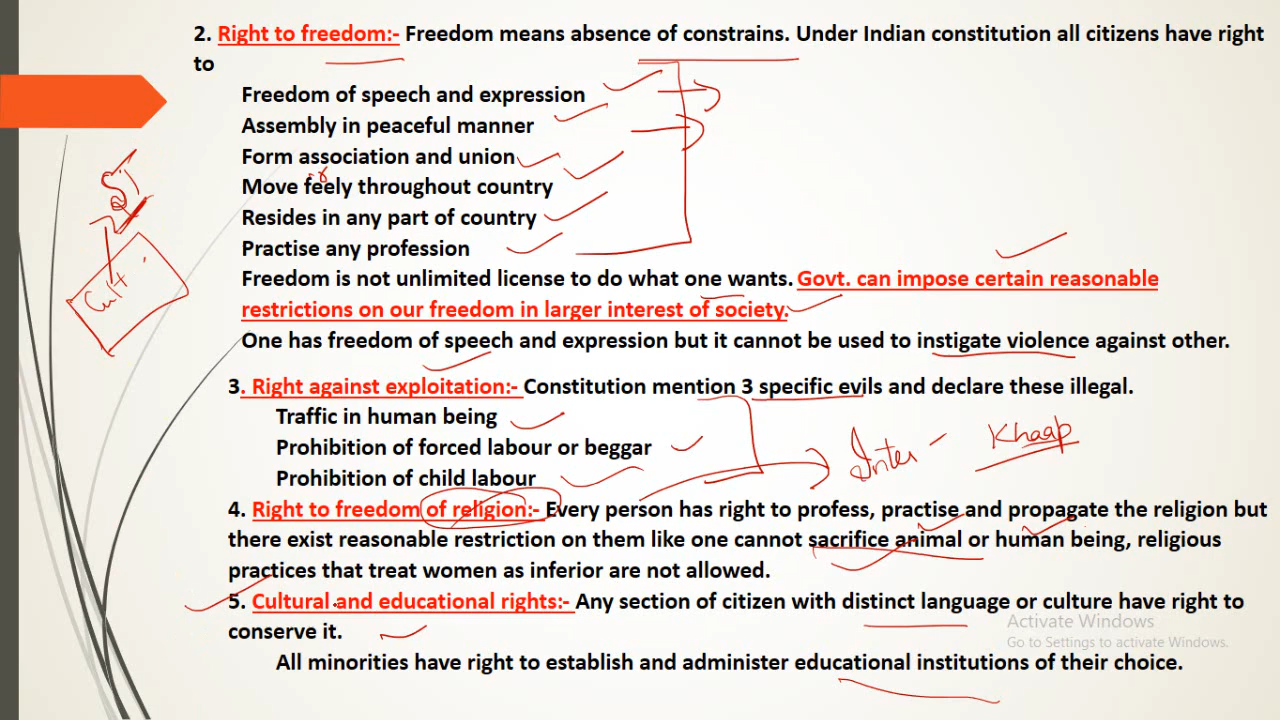 2. Right to freedom:- Freedom means absence of constrains. Under Indian constitution all citizens have right
to
Freedom of speech and expression
Assembly in peaceful manner
Form association and union
Move feely throughout country
Resides in any part of country
Practise any profession
Freedom is not unlimited license to do what one wants. Govt. can impose certain reasonable
restrictions on our freedom in larger interest of society.
One has freedom of speech and expression but it cannot be used to instigate violence against other.
3. Right against exploitation:- Constitution mention 3 specific evils and declare these illegal.
Traffic in human being
Prohibition of forced labour or beggar
Prohibition of child labour
Inter - Khaap
4. Right to freedom of religion:- Every person has right to profess, practise and propagate the religion but
there exist reasonable restriction on them like one cannot sacrifice animal or human being, religious
practices that treat women as inferior are not allowed.
5. Cultural and educational rights:- Any section of citizen with distinct language or culture have right to
conserve it.
All minorities have right to establish and administer educational institutions of their choice.
Cult
Activate Windows
Go to Settings to activate Windows.